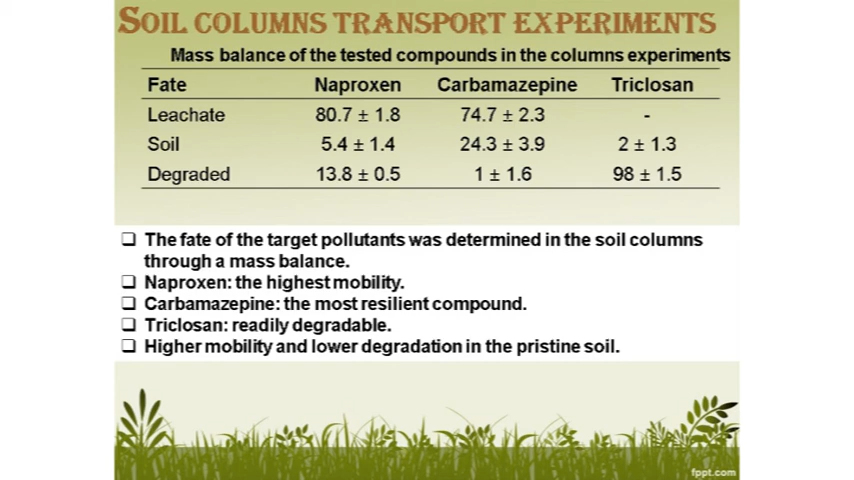 SOIL COLUMNS TRANSPORT EXPERIMENTS
Mass balance of the tested compounds in the columns experiments
Fate Naproxen Carbamazepine Triclosan
Leachate 80.7 ± 1.8 74.7 ± 2.3 -
Soil 5.4 ± 1.4 24.3 ± 3.9 2 ± 1.3
Degraded 13.8 ± 0.5 1 ± 1.6 98 ± 1.5
❑ The fate of the target pollutants was determined in the soil columns
through a mass balance.
❑ Naproxen: the highest mobility.
❑ Carbamazepine: the most resilient compound.
❑ Triclosan: readily degradable.
❑ Higher mobility and lower degradation in the pristine soil.
fppt.com